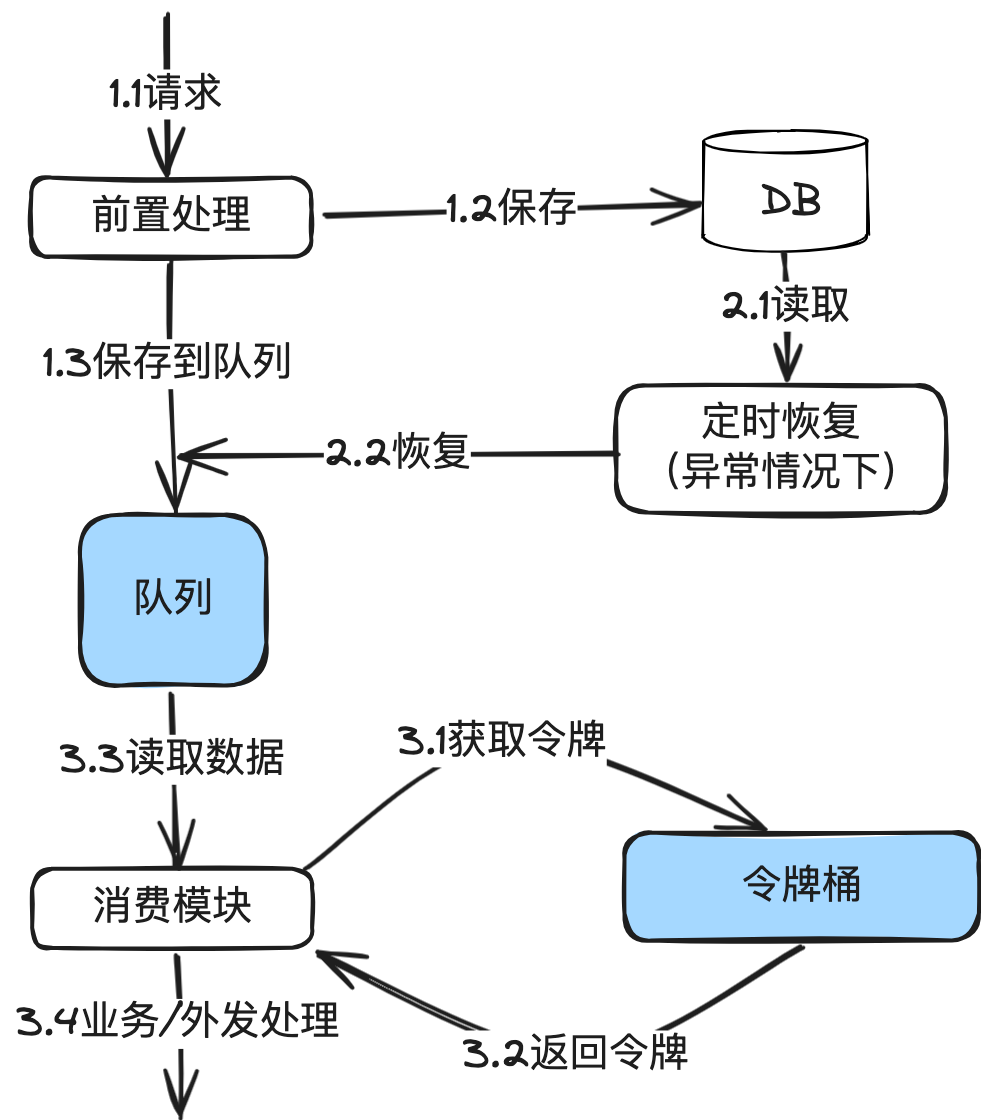 1.1请求
前置处理
1.2保存
DB
2.1读取
1.3保存到队列
定时恢复
(异常情况下)
2.2恢复
队列
3.3读取数据
3.1获取令牌
令牌桶
消费模块
3.4业务/外发处理
3.2返回令牌